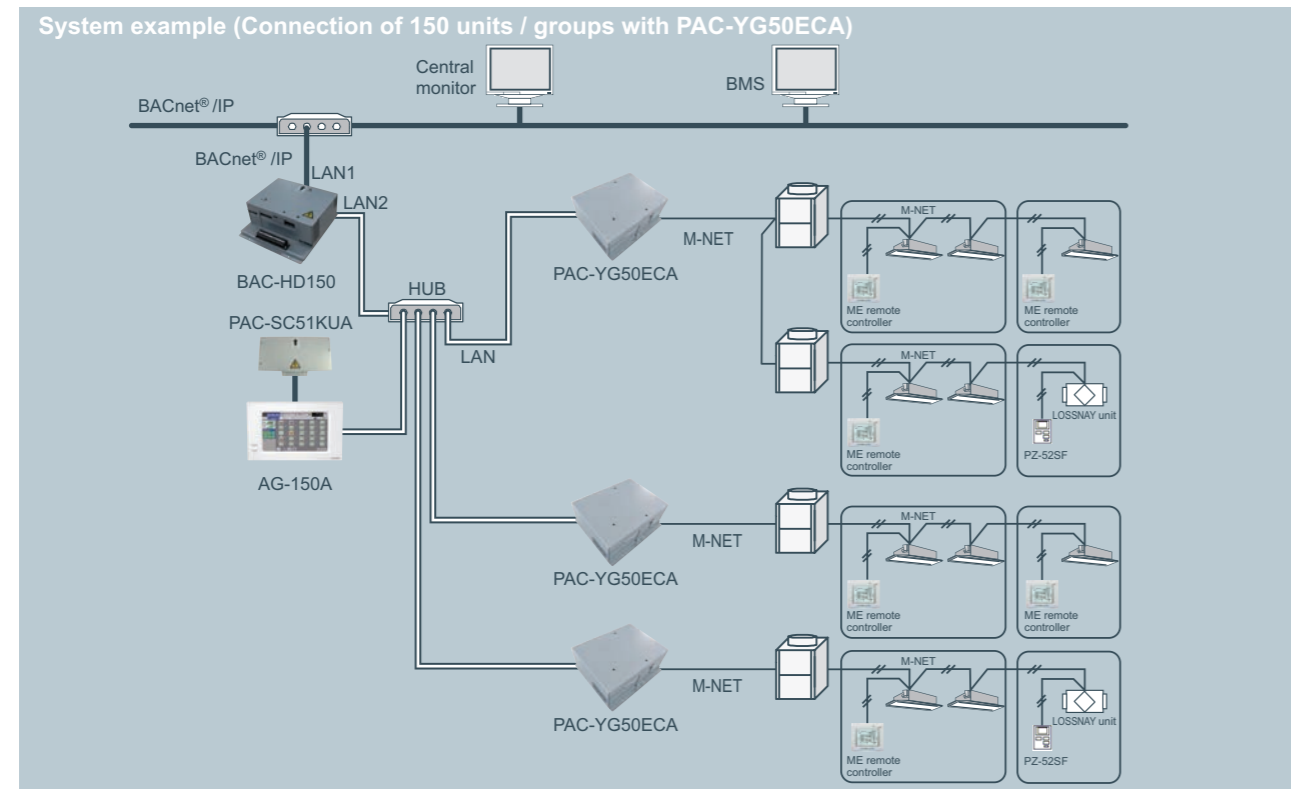 System example (Connection of 150 units / groups with PAC-YG50ECA)
Central
monitor
BMS
BACnet® /IP
BACnet® /IP
LAN1
LAN2
BAC-HD150
HUB
PAC-SC51KUA
LAN
AG-150A
PAC-YG50ECA
M-NET
M-NET
ME remote
controller
ME remote
controller
M-NET
ME remote
controller
LOSSNAY unit
PZ-52SF
PAC-YG50ECA
M-NET
M-NET
ME remote
controller
ME remote
controller
PAC-YG50ECA
M-NET
M-NET
ME remote
controller
LOSSNAY unit
PZ-52SF